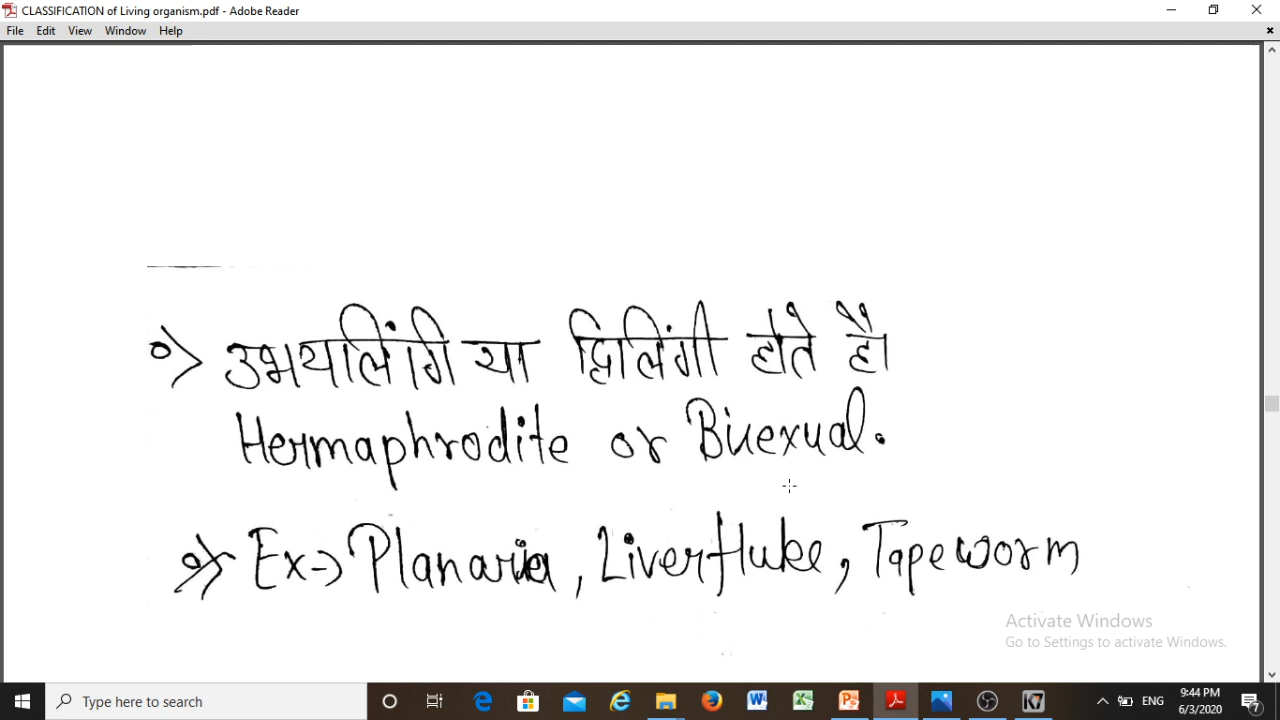 CLASSIFICATION of Living organism.pdf - Adobe Reader
File Edit View Window Help
उभयलिंगि या द्विलिंगी होते है।
Hermaphrodite or Bisexual.
Ex-> Planaria, Liverfluke, Tapeworm
Activate Windows
Go to Settings to activate Windows.
Type here to search
ENG
9:44 PM
6/3/2020
7